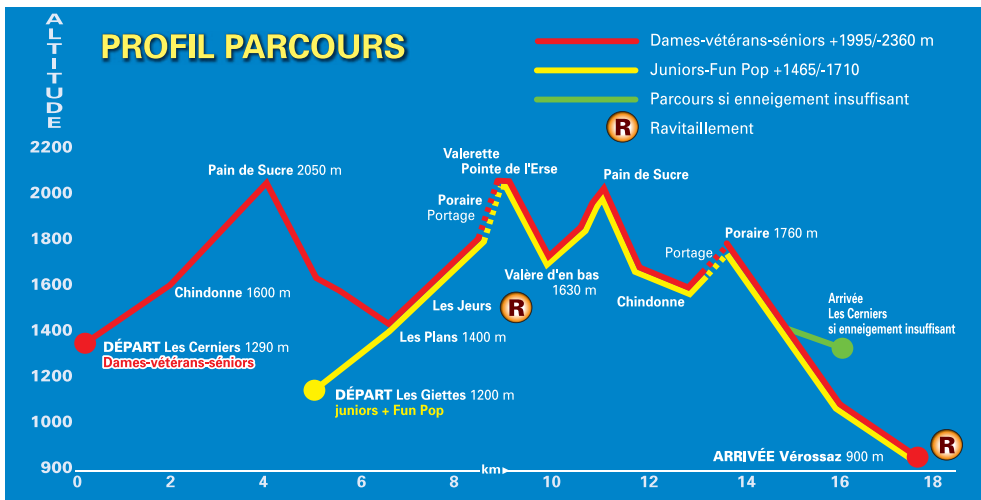 ALTITUDE
PROFIL PARCOURS
Dames-vétérans-séniors +1995/-2360 m
Juniors-Fun Pop +1465/-1710
Parcours si enneigement insuffisant
R Ravitaillement
2200
2000
1800
1600
1400
1200
1000
900
Pain de Sucre 2050 m
Chindonne 1600 m
DÉPART Les Cerniers 1290 m
Dames-vétérans-séniors
Valerette
Pointe de l'Erse
Poraire
Portage
Les Jeurs
R
Les Plans 1400 m
DÉPART Les Giettes 1200 m
juniors + Fun Pop
Valère d'en bas
1630 m
Pain de Sucre
Chindonne
Portage
Poraire 1760 m
Arrivée
Les Cerniers
si enneigement insuffisant
ARRIVÉE Vérossaz 900 m
R
km
0 2 4 6 8 10 12 14 16 18